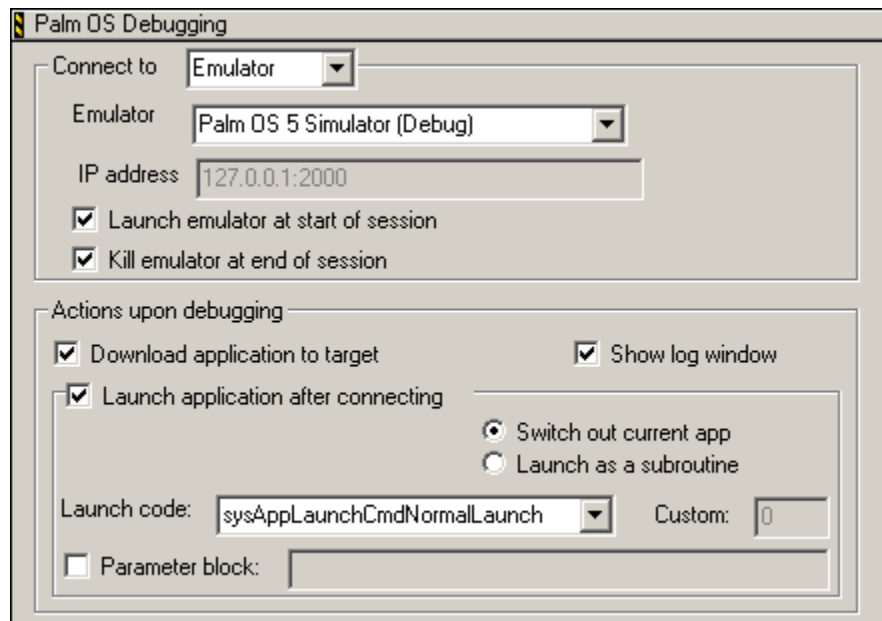 Palm OS Debugging
Connect to Emulator
Emulator Palm OS 5 Simulator (Debug)
IP address 127.0.0.1:2000
Launch emulator at start of session
Kill emulator at end of session
Actions upon debugging
Download application to target Show log window
Launch application after connecting
Switch out current app
Launch as a subroutine
Launch code: sysAppLaunchCmdNormalLaunch Custom: 0
Parameter block: